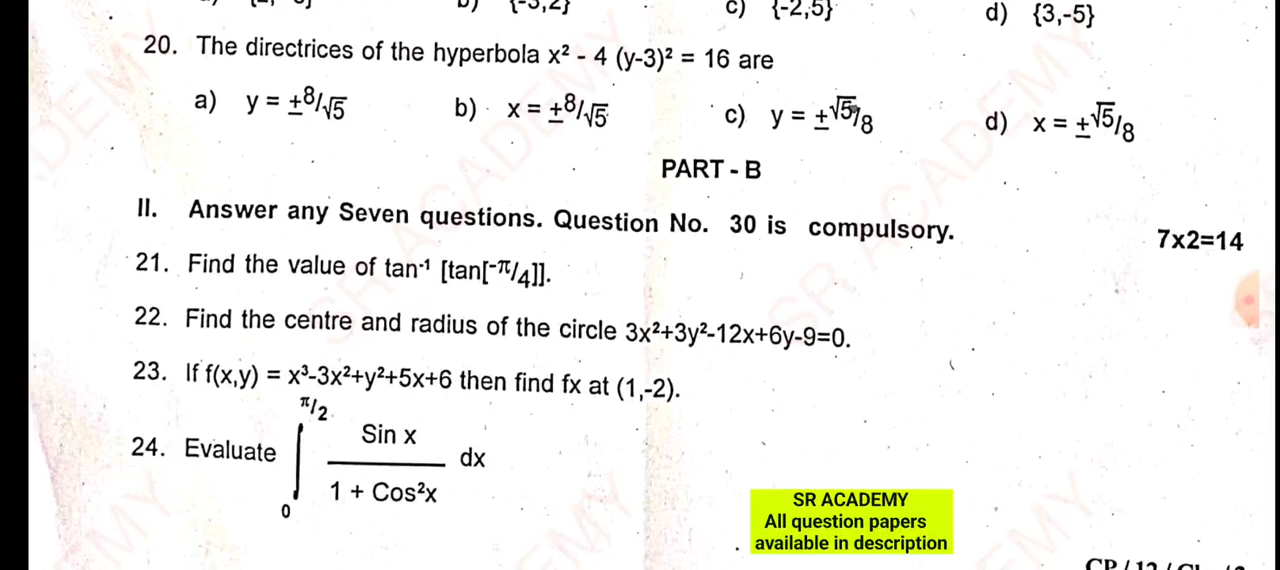 c) {-2,5} d) {3,-5}
20. The directrices of the hyperbola x² - 4 (y-3)² = 16 are
a) y = ±8/√5 b) x = ±8/√5 c) y = ±√5/8 d) x = ±√5/8
PART - B
II. Answer any Seven questions. Question No. 30 is compulsory. 7x2=14
21. Find the value of tan⁻¹ [tan[⁻π/4]].
22. Find the centre and radius of the circle 3x²+3y²-12x+6y-9=0.
23. If f(x,y) = x³-3x²+y²+5x+6 then find fx at (1,-2).
24. Evaluate ∫₀^π/2 Sin x / 1 + Cos²x dx
SR ACADEMY
All question papers
available in description
SR ACADEMY
SR ACADEMY